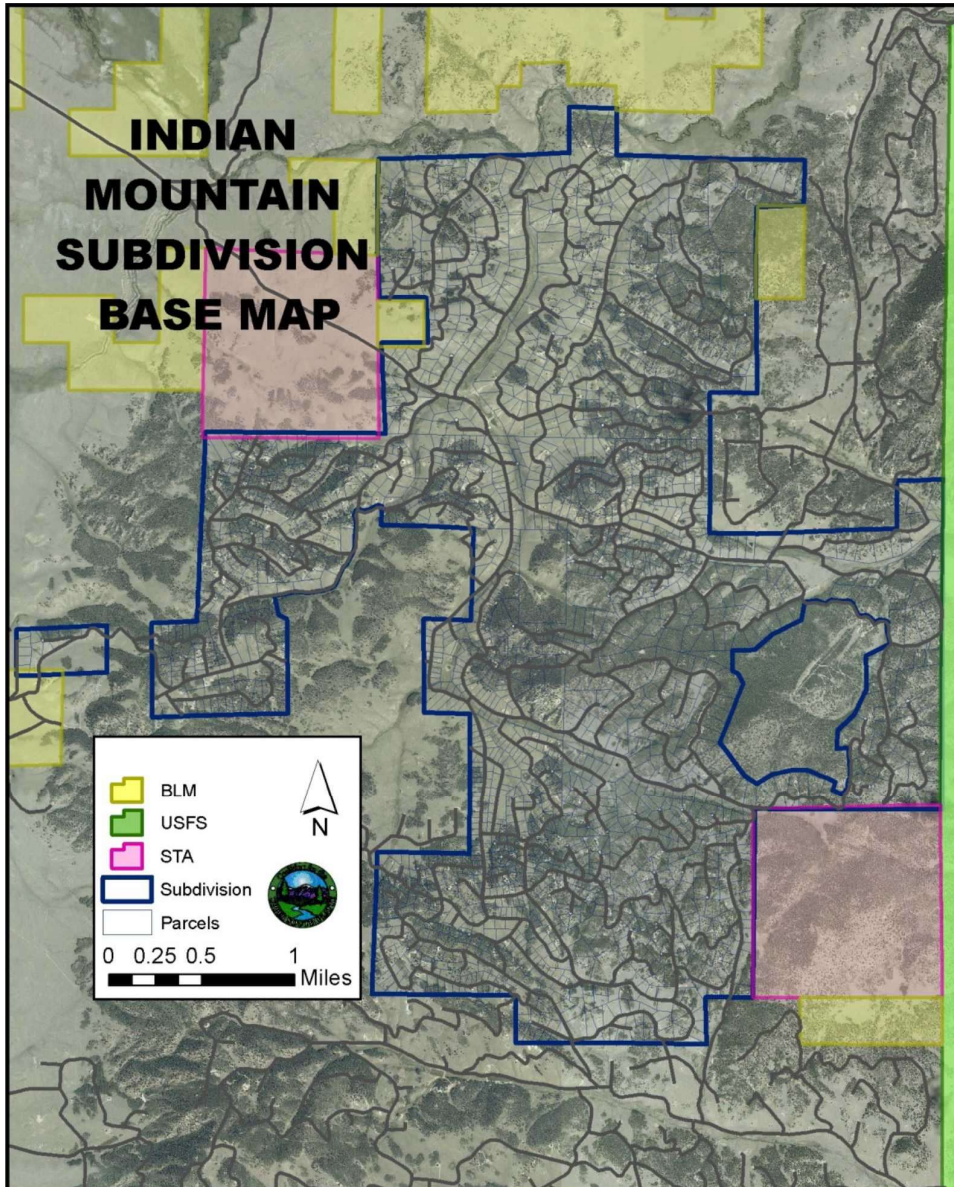 INDIAN
MOUNTAIN
SUBDIVISION
BASE MAP
BLM
USFS
STA
Subdivision
Parcels
N
0 0.25 0.5 1
Miles